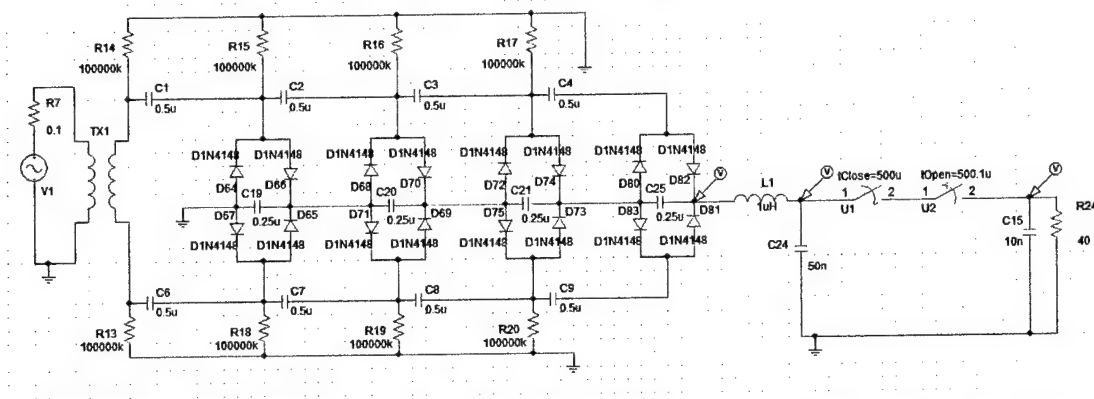 R14
100000k
R15
100000k
R16
100000k
R17
100000k
C1
0.5u
C2
0.5u
C3
0.5u
C4
0.5u
R7
0.1
TX1
V1
D1N4148 D1N4148
D64 D66
C19
0.25u
D67 D65
D1N4148 D1N4148
D1N4148 D1N4148
D68 D70
C20
0.25u
D71 D69
D1N4148 D1N4148
D1N4148 D1N4148
D72 D74
C21
0.25u
D75 D73
D1N4148 D1N4148
D1N4148 D1N4148
D80 D82
C25
0.25u
D83 D81
D1N4148 D1N4148
V
L1
1uH
V
tClose=500u
1 2
U1
tOpen=500.1u
1 2
U2
V
C24
50n
C15
10n
R24
40
C6
0.5u
C7
0.5u
C8
0.5u
C9
0.5u
R13
100000k
R18
100000k
R19
100000k
R20
100000k